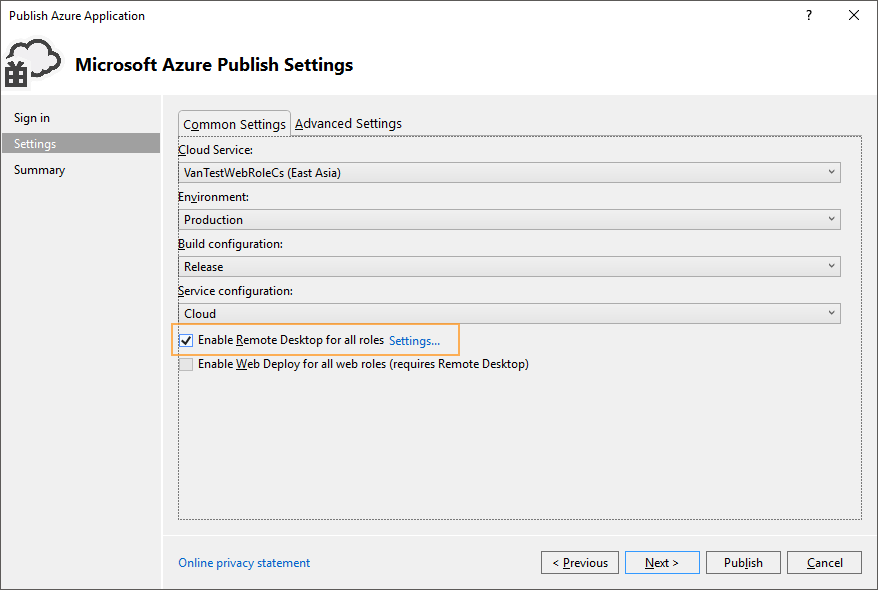 Publish Azure Application
?
Microsoft Azure Publish Settings
Sign in
Settings
Summary
Common Settings
Advanced Settings
Cloud Service:
VanTestWebRoleCs (East Asia)
Environment:
Production
Build configuration:
Release
Service configuration:
Cloud
Enable Remote Desktop for all roles Settings...
Enable Web Deploy for all web roles (requires Remote Desktop)
Online privacy statement
< Previous
Next >
Publish
Cancel